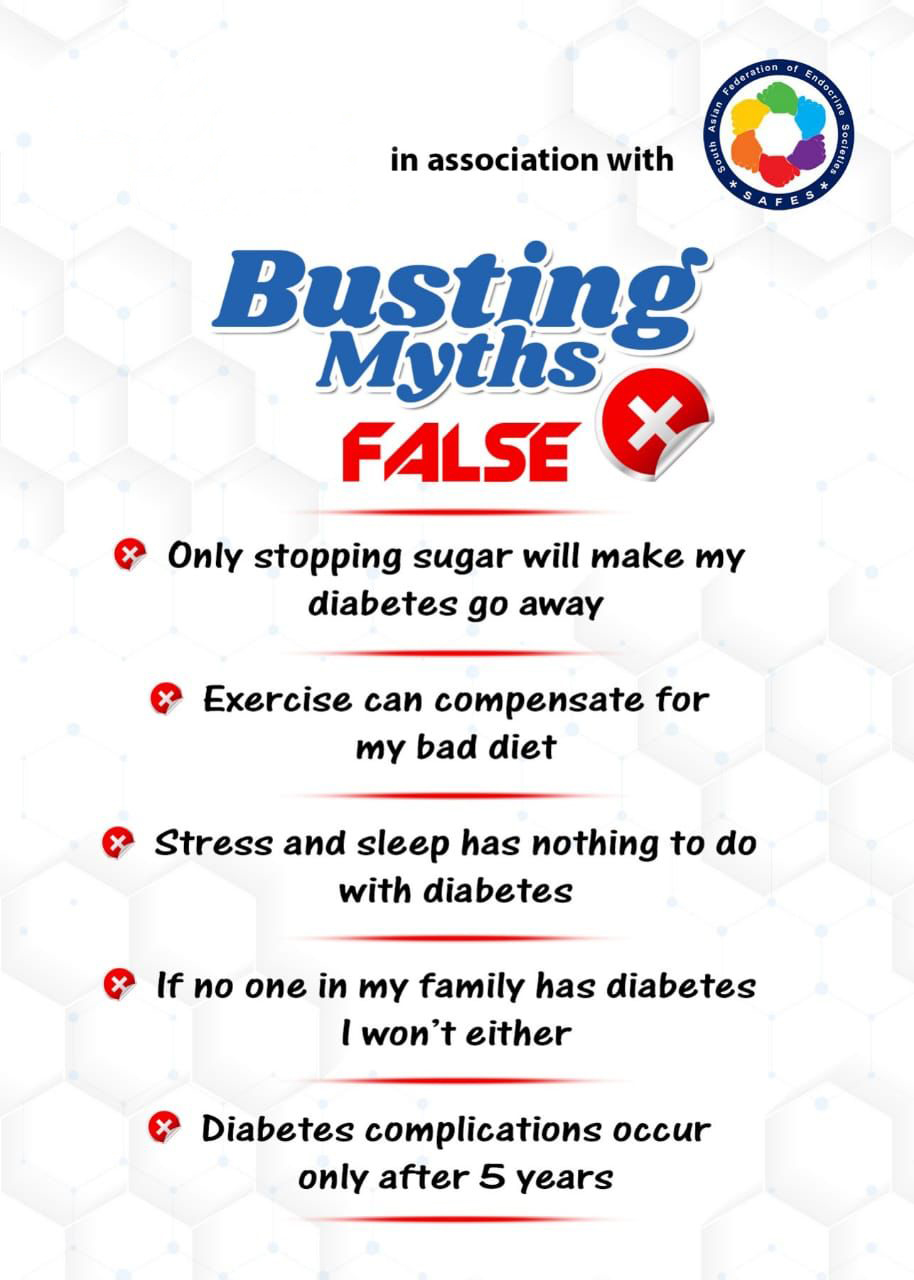 in association with
South Asian Federation of Endocrine Societies
SAFES
Busting
Myths
FALSE
Only stopping sugar will make my
diabetes go away
Exercise can compensate for
my bad diet
Stress and sleep has nothing to do
with diabetes
If no one in my family has diabetes
I won’t either
Diabetes complications occur
only after 5 years